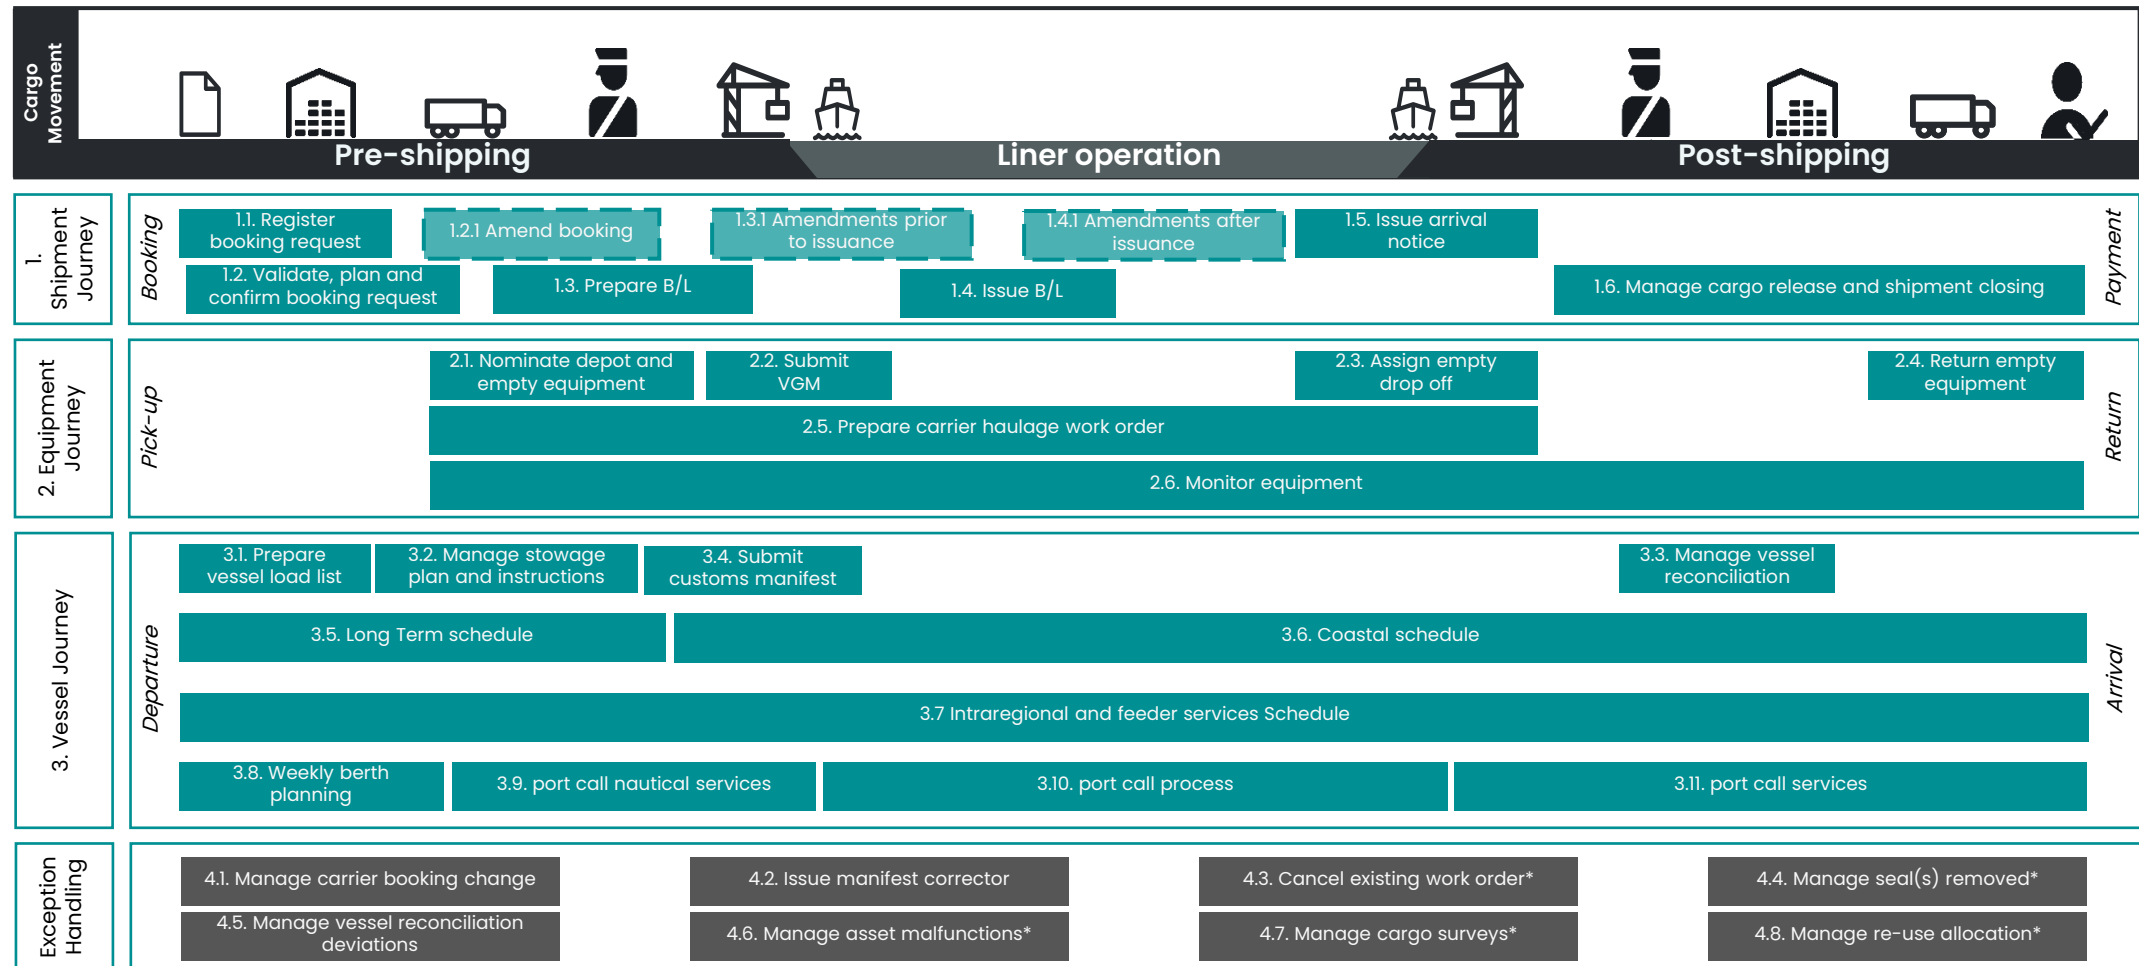 Cargo
Movement
Pre-shipping
Liner operation
Post-shipping
1.
Shipment
Journey
Booking
1.1. Register
booking request
1.2.1 Amend booking
1.3.1 Amendments prior
to issuance
1.4.1 Amendments after
issuance
1.5. Issue arrival
notice
1.2. Validate, plan and
confirm booking request
1.3. Prepare B/L
1.4. Issue B/L
1.6. Manage cargo release and shipment closing
Payment
2. Equipment
Journey
Pick-up
2.1. Nominate depot and
empty equipment
2.2. Submit
VGM
2.3. Assign empty
drop off
2.4. Return empty
equipment
2.5. Prepare carrier haulage work order
2.6. Monitor equipment
Return
3. Vessel Journey
Departure
3.1. Prepare
vessel load list
3.2. Manage stowage
plan and instructions
3.4. Submit
customs manifest
3.3. Manage vessel
reconciliation
3.5. Long Term schedule
3.6. Coastal schedule
3.7 Intraregional and feeder services Schedule
3.8. Weekly berth
planning
3.9. port call nautical services
3.10. port call process
3.11. port call services
Arrival
Exception
Handling
4.1. Manage carrier booking change
4.2. Issue manifest corrector
4.3. Cancel existing work order*
4.4. Manage seal(s) removed*
4.5. Manage vessel reconciliation
deviations
4.6. Manage asset malfunctions*
4.7. Manage cargo surveys*
4.8. Manage re-use allocation*